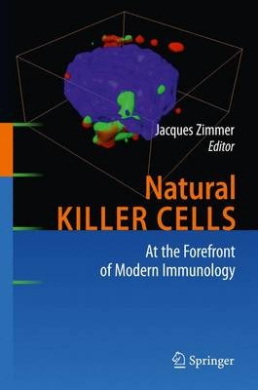 Jacques Zimmer
Editor
Natural
KILLER CELLS
At the Forefront
of Modern Immunology
Springer